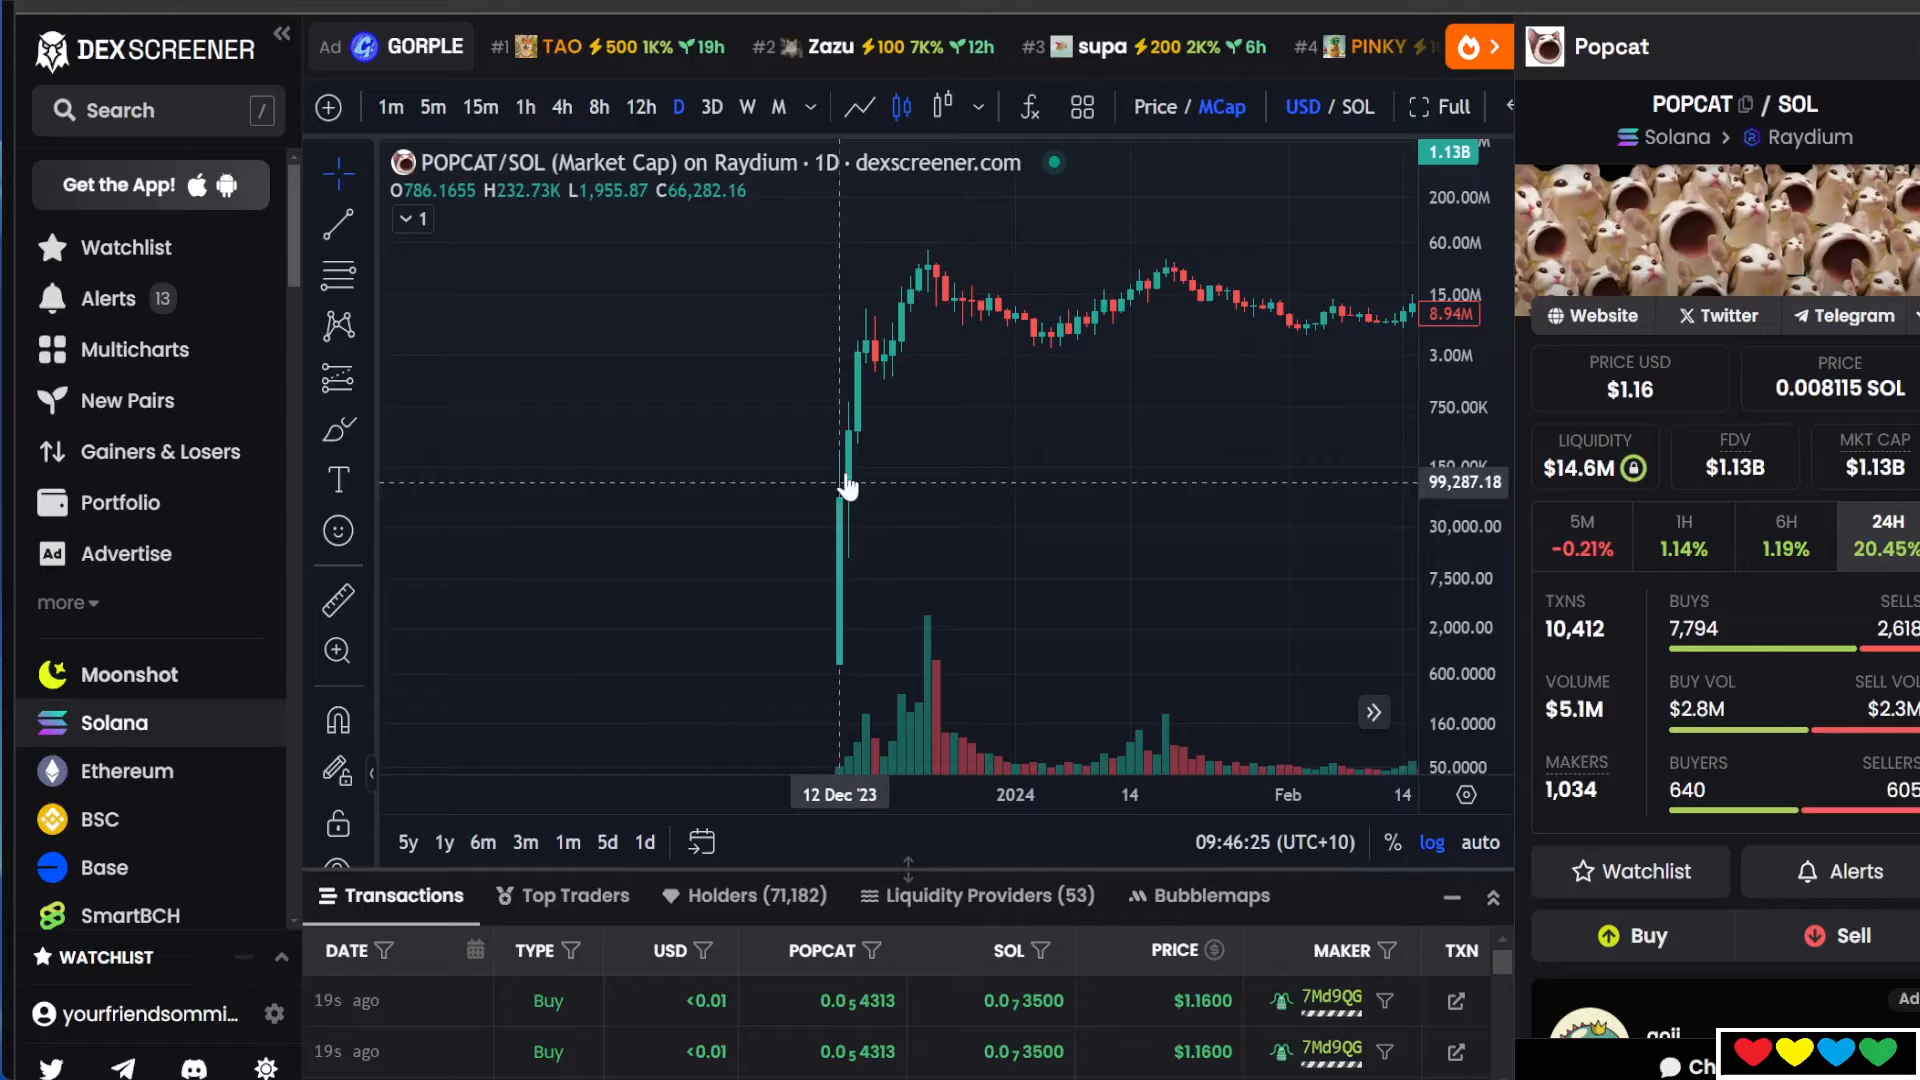 DEX SCREENER
Search /
Get the App!
Watchlist
Alerts 13
Multicharts
New Pairs
Gainers & Losers
Portfolio
Ad Advertise
more
Moonshot
Solana
Ethereum
BSC
Base
SmartBCH
WATCHLIST
yourfriendsommi...
Ad GORPLE #1 TAO 500 1K% 19h #2 Zazu 100 7K% 12h #3 supa 200 2K% 6h #4 PINKY
1m 5m 15m 1h 4h 8h 12h D 3D W M Price / MCap USD / SOL Full
POPCAT/SOL (Market Cap) on Raydium · 1D · dexscreener.com
O786.1655 H232.73K L1,955.87 C66,282.16
1
1.13B
200.00M
60.00M
15.00M
8.94M
3.00M
750.00K
150.00K
99,287.18
30,000.00
7,500.00
2,000.00
600.0000
160.0000
50.0000
12 Dec '23 2024 14 Feb 14
5y 1y 6m 3m 1m 5d 1d 09:46:25 (UTC+10) % log auto
Transactions Top Traders Holders (71,182) Liquidity Providers (53) Bubblemaps
DATE TYPE USD POPCAT SOL PRICE MAKER TXN
19s ago Buy <0.01 0.0₅4313 0.0₇3500 $1.1600 7Md9QG
19s ago Buy <0.01 0.0₅4313 0.0₇3500 $1.1600 7Md9QG
Popcat
POPCAT / SOL
Solana > Raydium
Website Twitter Telegram
PRICE USD PRICE
$1.16 0.008115 SOL
LIQUIDITY FDV MKT CAP
$14.6M $1.13B $1.13B
5M 1H 6H 24H
-0.21% 1.14% 1.19% 20.45%
TXNS BUYS SELLS
10,412 7,794 2,618
VOLUME BUY VOL SELL VOL
$5.1M $2.8M $2.3M
MAKERS BUYERS SELLERS
1,034 640 605
Watchlist Alerts
Buy Sell
Ad